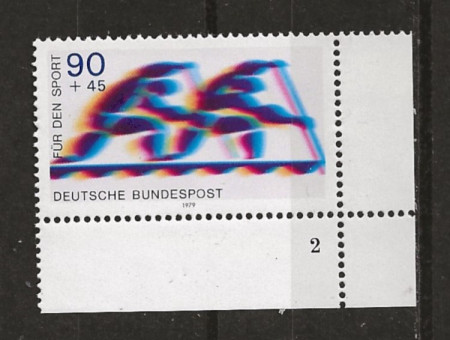 90
+ 45
FÜR DEN SPORT
DEUTSCHE BUNDESPOST
1979
2